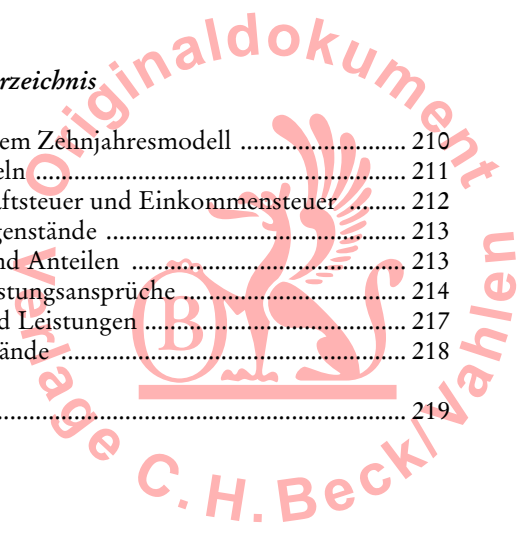 rzeichnis
em Zehnjahresmodell ......................... 210
eln ........................................................ 211
aftsteuer und Einkommensteuer ........ 212
genstände ............................................. 213
nd Anteilen ......................................... 213
stungsansprüche .................................. 214
d Leistungen ....................................... 217
ände ..................................................... 218
............................................................. 219
Originaldokument
Verlage C.H.Beck/Vahlen
B